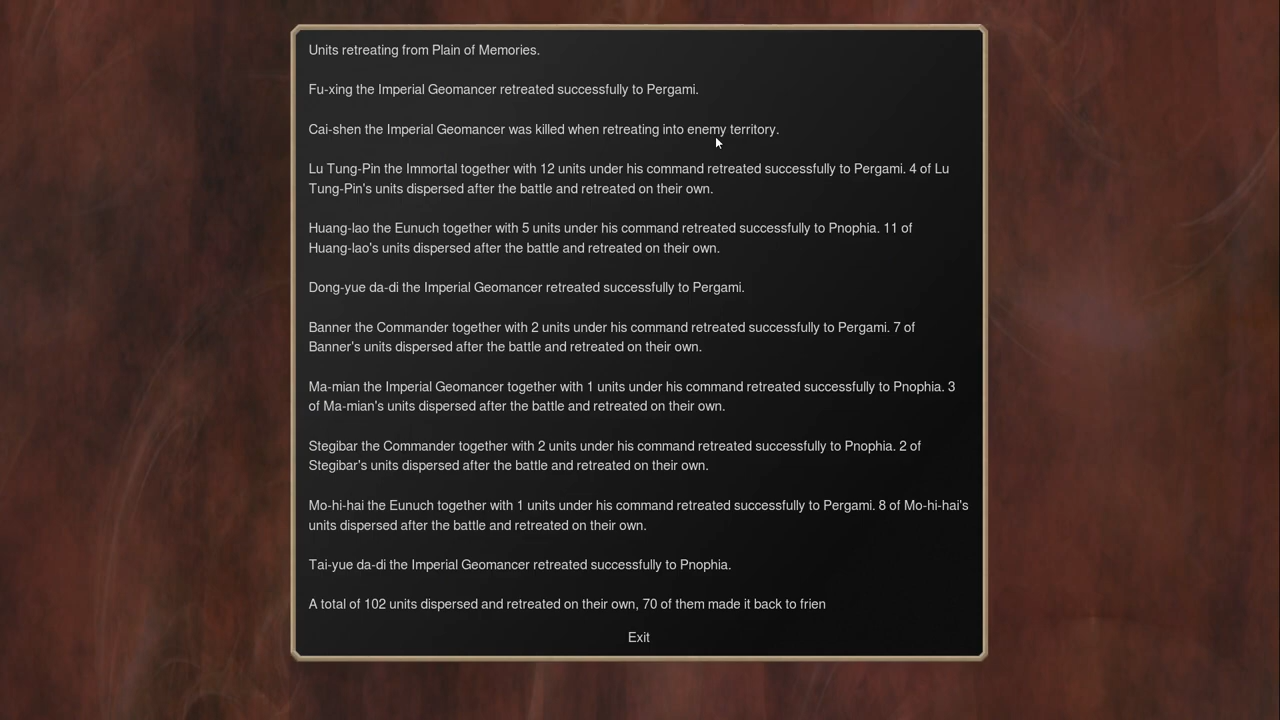 Units retreating from Plain of Memories.
Fu-xing the Imperial Geomancer retreated successfully to Pergami.
Cai-shen the Imperial Geomancer was killed when retreating into enemy territory.
Lu Tung-Pin the Immortal together with 12 units under his command retreated successfully to Pergami. 4 of Lu
Tung-Pin's units dispersed after the battle and retreated on their own.
Huang-lao the Eunuch together with 5 units under his command retreated successfully to Pnophia. 11 of
Huang-lao's units dispersed after the battle and retreated on their own.
Dong-yue da-di the Imperial Geomancer retreated successfully to Pergami.
Banner the Commander together with 2 units under his command retreated successfully to Pergami. 7 of
Banner's units dispersed after the battle and retreated on their own.
Ma-mian the Imperial Geomancer together with 1 units under his command retreated successfully to Pnophia. 3
of Ma-mian's units dispersed after the battle and retreated on their own.
Stegibar the Commander together with 2 units under his command retreated successfully to Pnophia. 2 of
Stegibar's units dispersed after the battle and retreated on their own.
Mo-hi-hai the Eunuch together with 1 units under his command retreated successfully to Pergami. 8 of Mo-hi-hai's
units dispersed after the battle and retreated on their own.
Tai-yue da-di the Imperial Geomancer retreated successfully to Pnophia.
A total of 102 units dispersed and retreated on their own, 70 of them made it back to frien
Exit